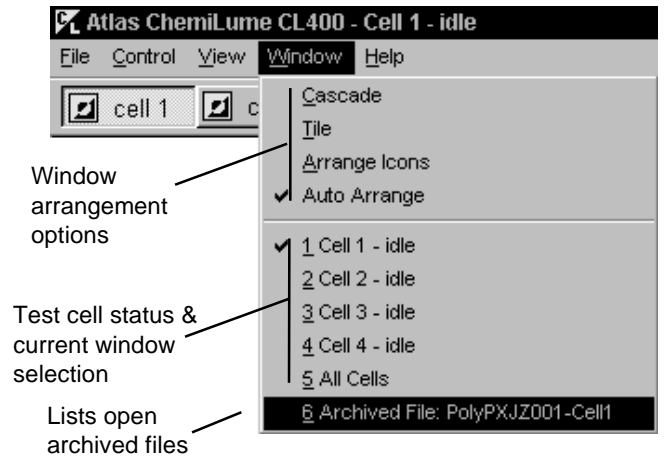 Atlas ChemiLume CL400 - Cell 1 - idle
File Control View Window Help
cell 1 c
Cascade
Tile
Arrange Icons
Auto Arrange
1 Cell 1 - idle
2 Cell 2 - idle
3 Cell 3 - idle
4 Cell 4 - idle
5 All Cells
6 Archived File: PolyPXJZ001-Cell1
Window
arrangement
options
Test cell status &
current window
selection
Lists open
archived files